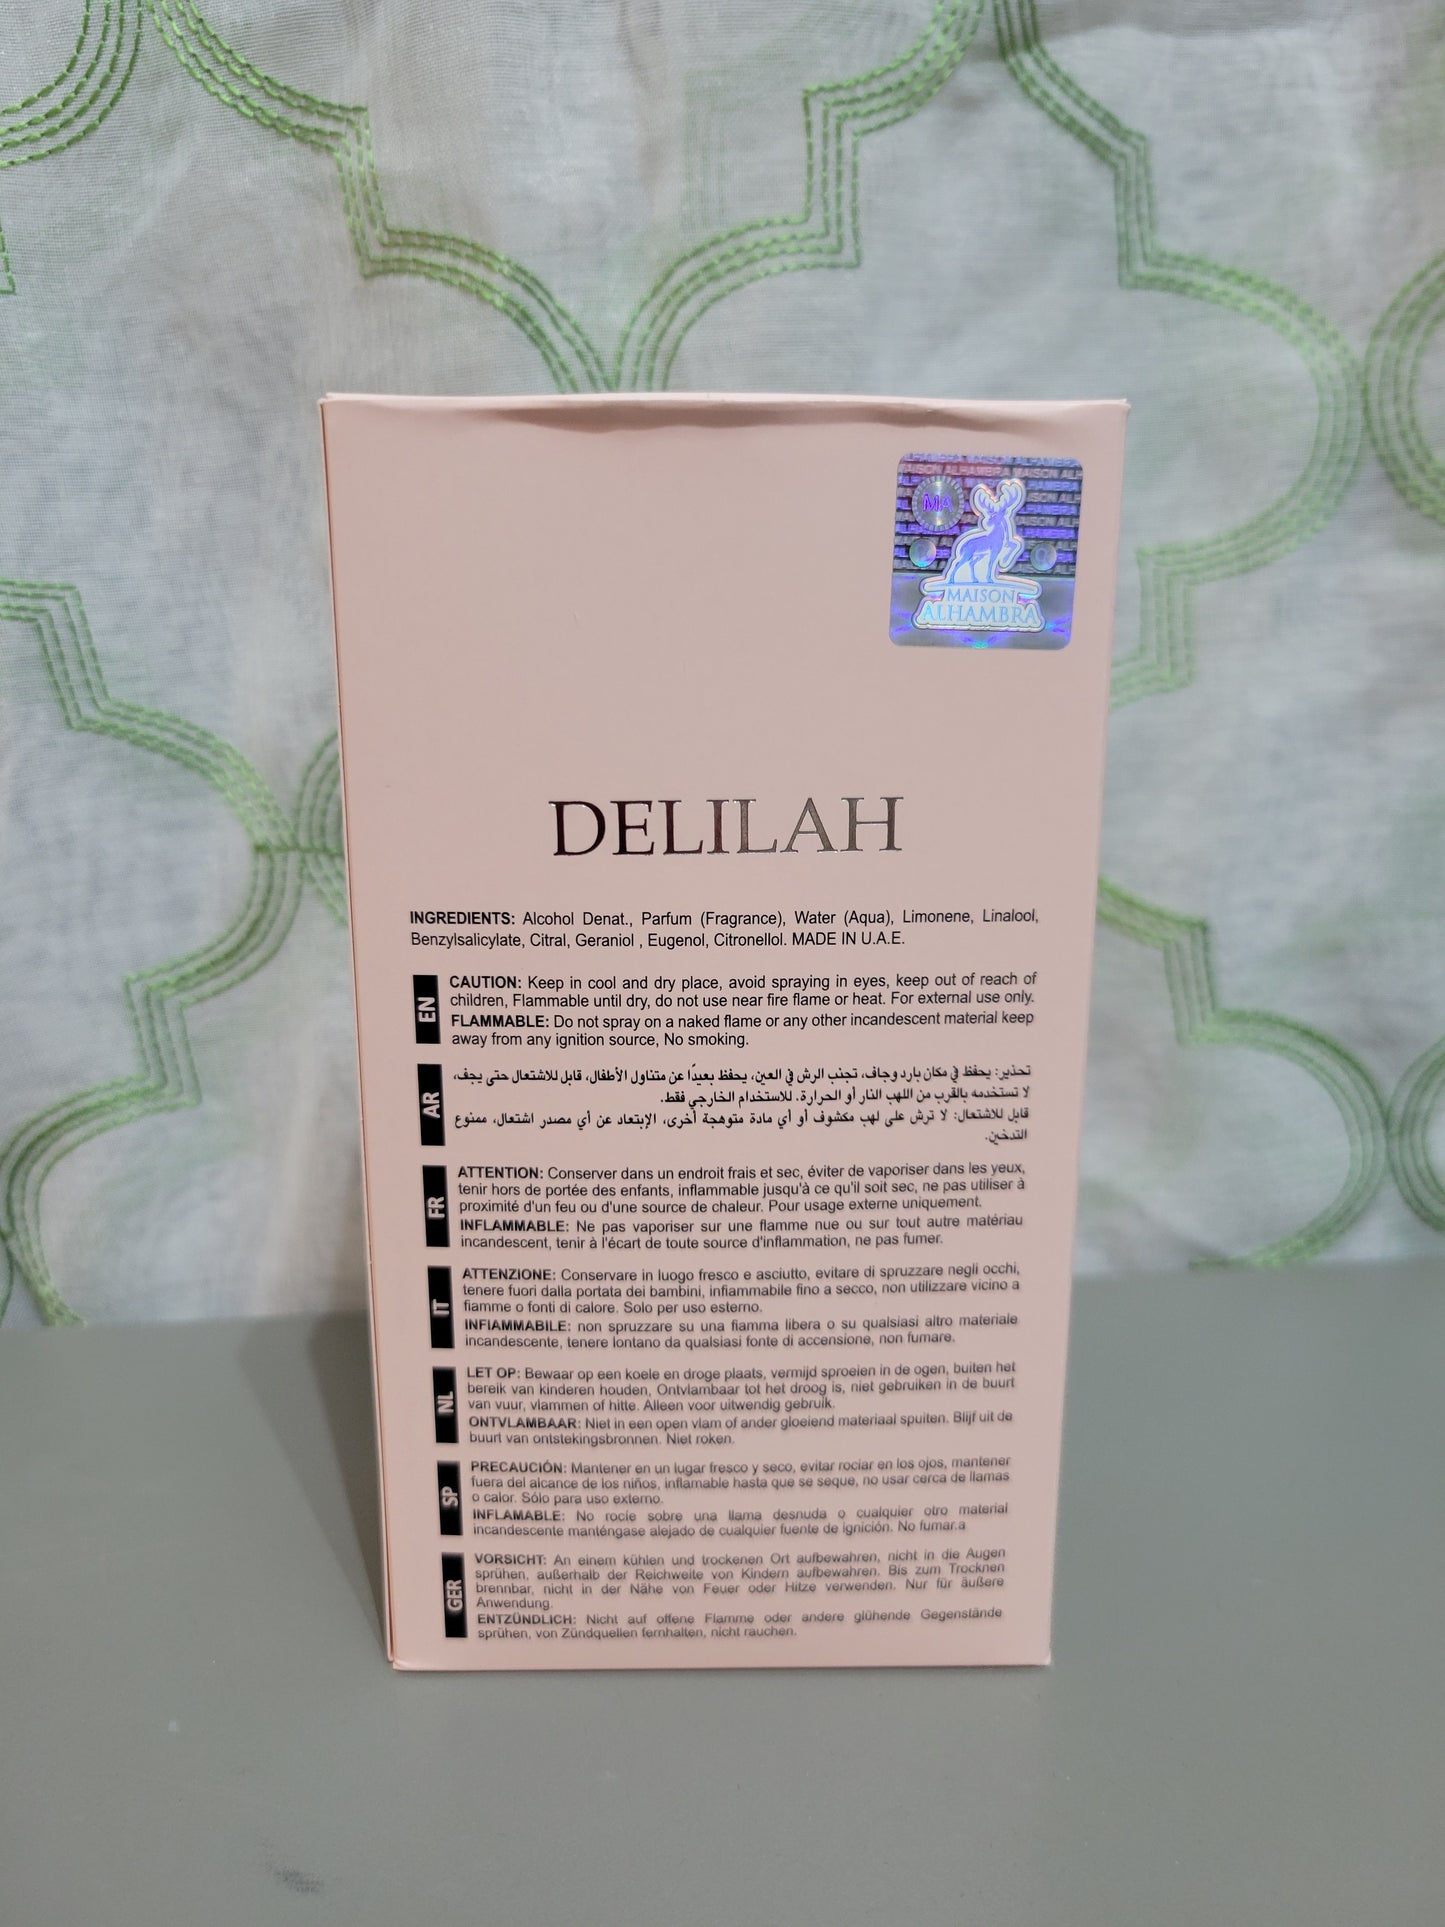 MA
MAISON
ALHAMBRA
DELILAH
INGREDIENTS: Alcohol Denat., Parfum (Fragrance), Water (Aqua), Limonene, Linalool,
Benzylsalicylate, Citral, Geraniol , Eugenol, Citronellol. MADE IN U.A.E.
EN
CAUTION: Keep in cool and dry place, avoid spraying in eyes, keep out of reach of
children, Flammable until dry, do not use near fire flame or heat. For external use only.
FLAMMABLE: Do not spray on a naked flame or any other incandescent material keep
away from any ignition source, No smoking.
AR
تحذير: يحفظ في مكان بارد وجاف، تجنب الرش في العين، يحفظ بعيدًا عن متناول الأطفال، قابل للاشتعال حتى يجف،
لا تستخدمه بالقرب من اللهب النار أو الحرارة. للاستخدام الخارجي فقط.
قابل للاشتعال: لا ترش على لهب مكشوف أو أي مادة متوهجة أخرى، الإبتعاد عن أي مصدر اشتعال، ممنوع
التدخين.
FR
ATTENTION: Conserver dans un endroit frais et sec, éviter de vaporiser dans les yeux,
tenir hors de portée des enfants, inflammable jusqu'à ce qu'il soit sec, ne pas utiliser à
proximité d'un feu ou d'une source de chaleur. Pour usage externe uniquement.
INFLAMMABLE: Ne pas vaporiser sur une flamme nue ou sur tout autre matériau
incandescent, tenir à l'écart de toute source d'inflammation, ne pas fumer.
IT
ATTENZIONE: Conservare in luogo fresco e asciutto, evitare di spruzzare negli occhi,
tenere fuori dalla portata dei bambini, infiammabile fino a secco, non utilizzare vicino a
fiamme o fonti di calore. Solo per uso esterno.
INFIAMMABILE: non spruzzare su una fiamma libera o su qualsiasi altro materiale
incandescente, tenere lontano da qualsiasi fonte di accensione, non fumare.
NL
LET OP: Bewaar op een koele en droge plaats, vermijd sproeien in de ogen, buiten het
bereik van kinderen houden, Ontvlambaar tot het droog is, niet gebruiken in de buurt
van vuur, vlammen of hitte. Alleen voor uitwendig gebruik.
ONTVLAMBAAR: Niet in een open vlam of ander gloeiend materiaal spuiten. Blijf uit de
buurt van ontstekingsbronnen. Niet roken.
SP
PRECAUCIÓN: Mantener en un lugar fresco y seco, evitar rociar en los ojos, mantener
fuera del alcance de los niños, inflamable hasta que se seque, no usar cerca de llamas
o calor. Sólo para uso externo.
INFLAMABLE: No rocíe sobre una llama desnuda o cualquier otro material
incandescente manténgase alejado de cualquier fuente de ignición. No fumar.a
GER
VORSICHT: An einem kühlen und trockenen Ort aufbewahren, nicht in die Augen
sprühen, außerhalb der Reichweite von Kindern aufbewahren. Bis zum Trocknen
brennbar, nicht in der Nähe von Feuer oder Hitze verwenden. Nur für äußere
Anwendung.
ENTZÜNDLICH: Nicht auf offene Flamme oder andere glühende Gegenstände
sprühen, von Zündquellen fernhalten, nicht rauchen.